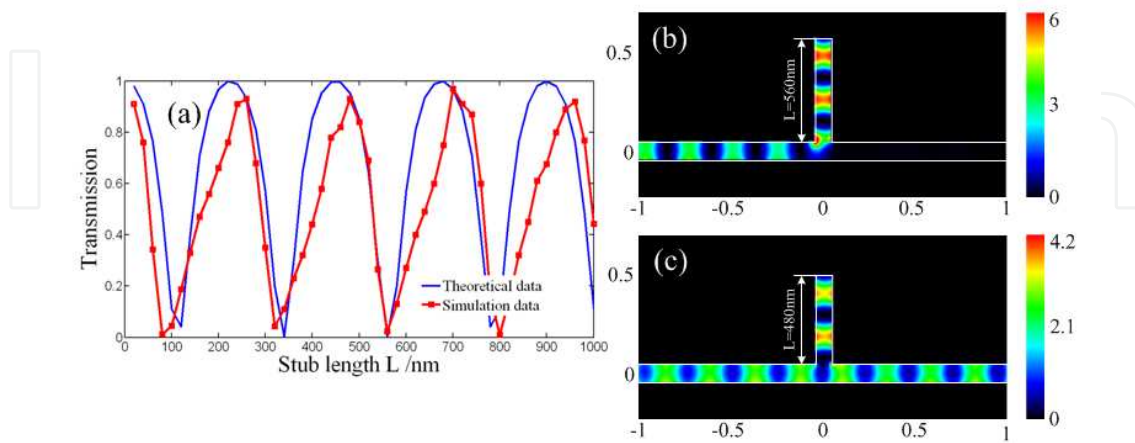 (a)
Transmission
1
0.8
0.6
0.4
0.2
0
0 100 200 300 400 500 600 700 800 900 1000
Stub length L /nm
Theoretical data
Simulation data
(b)
0.5
0
L=560nm
-1 -0.5 0 0.5 1
6
3
0
(c)
0.5
0
L=480nm
-1 -0.5 0 0.5 1
4.2
2.1
0